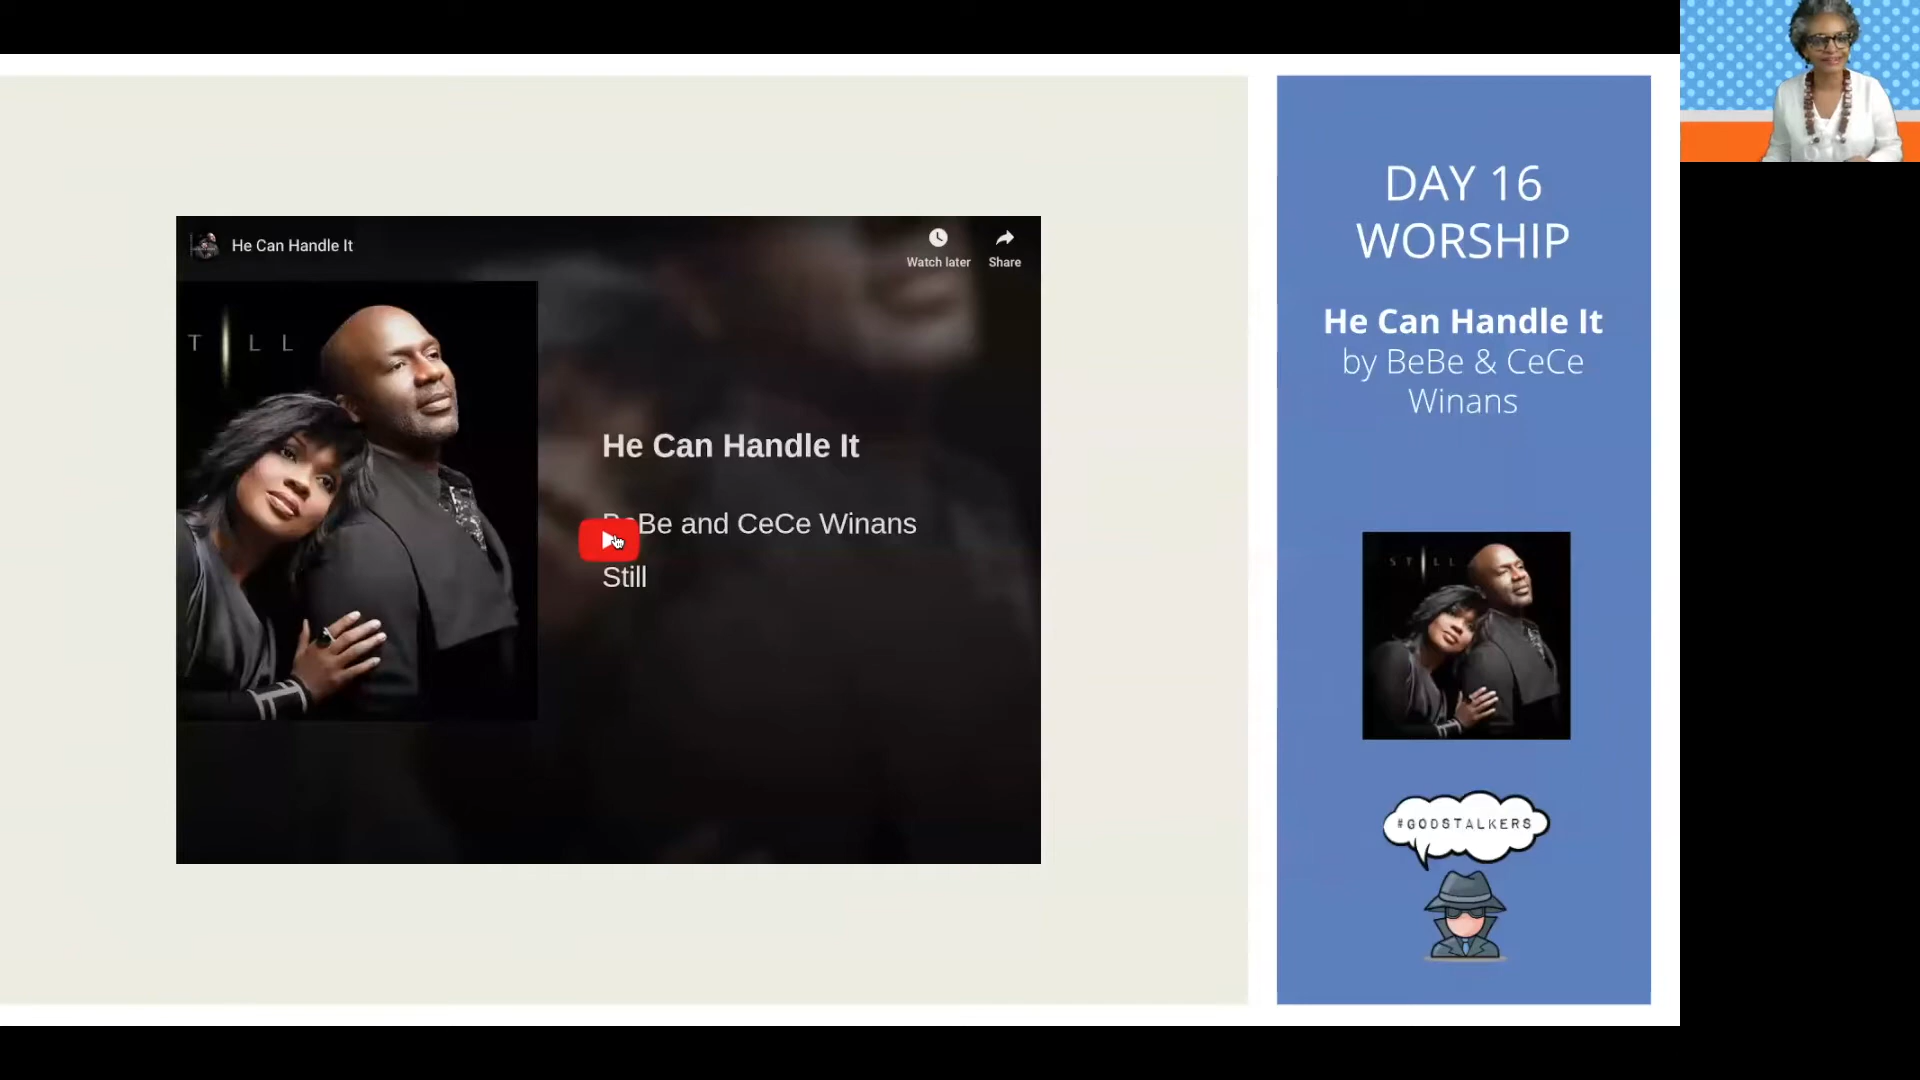 He Can Handle It
Watch later
Share
T I L L
He Can Handle It
BeBe and CeCe Winans
Still
DAY 16
WORSHIP
He Can Handle It
by BeBe & CeCe
Winans
S T I L L
#GODSTALKERS